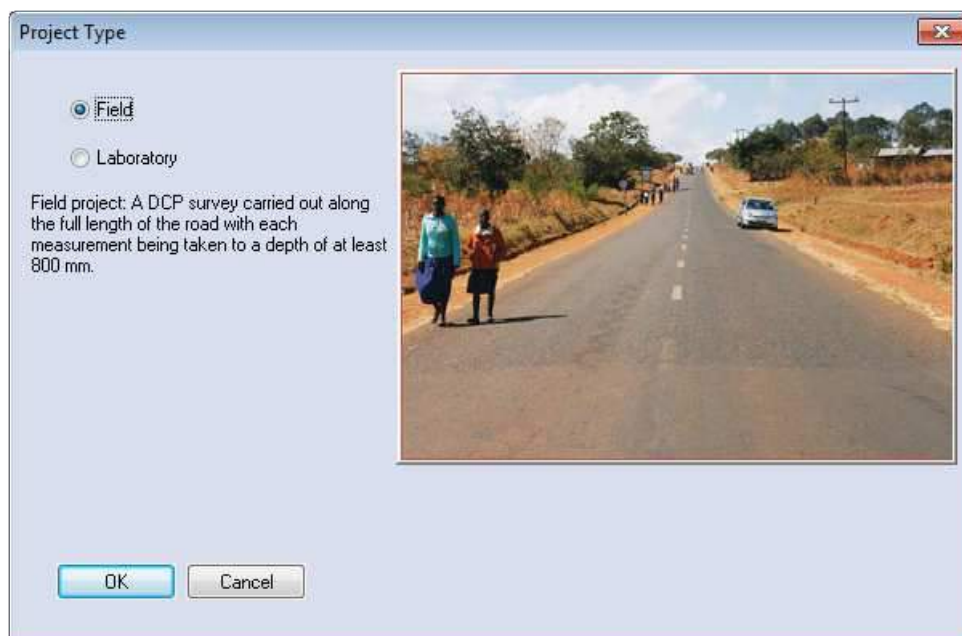 Project Type
Field
Laboratory
Field project: A DCP survey carried out along
the full length of the road with each
measurement being taken to a depth of at least
800 mm.
OK
Cancel